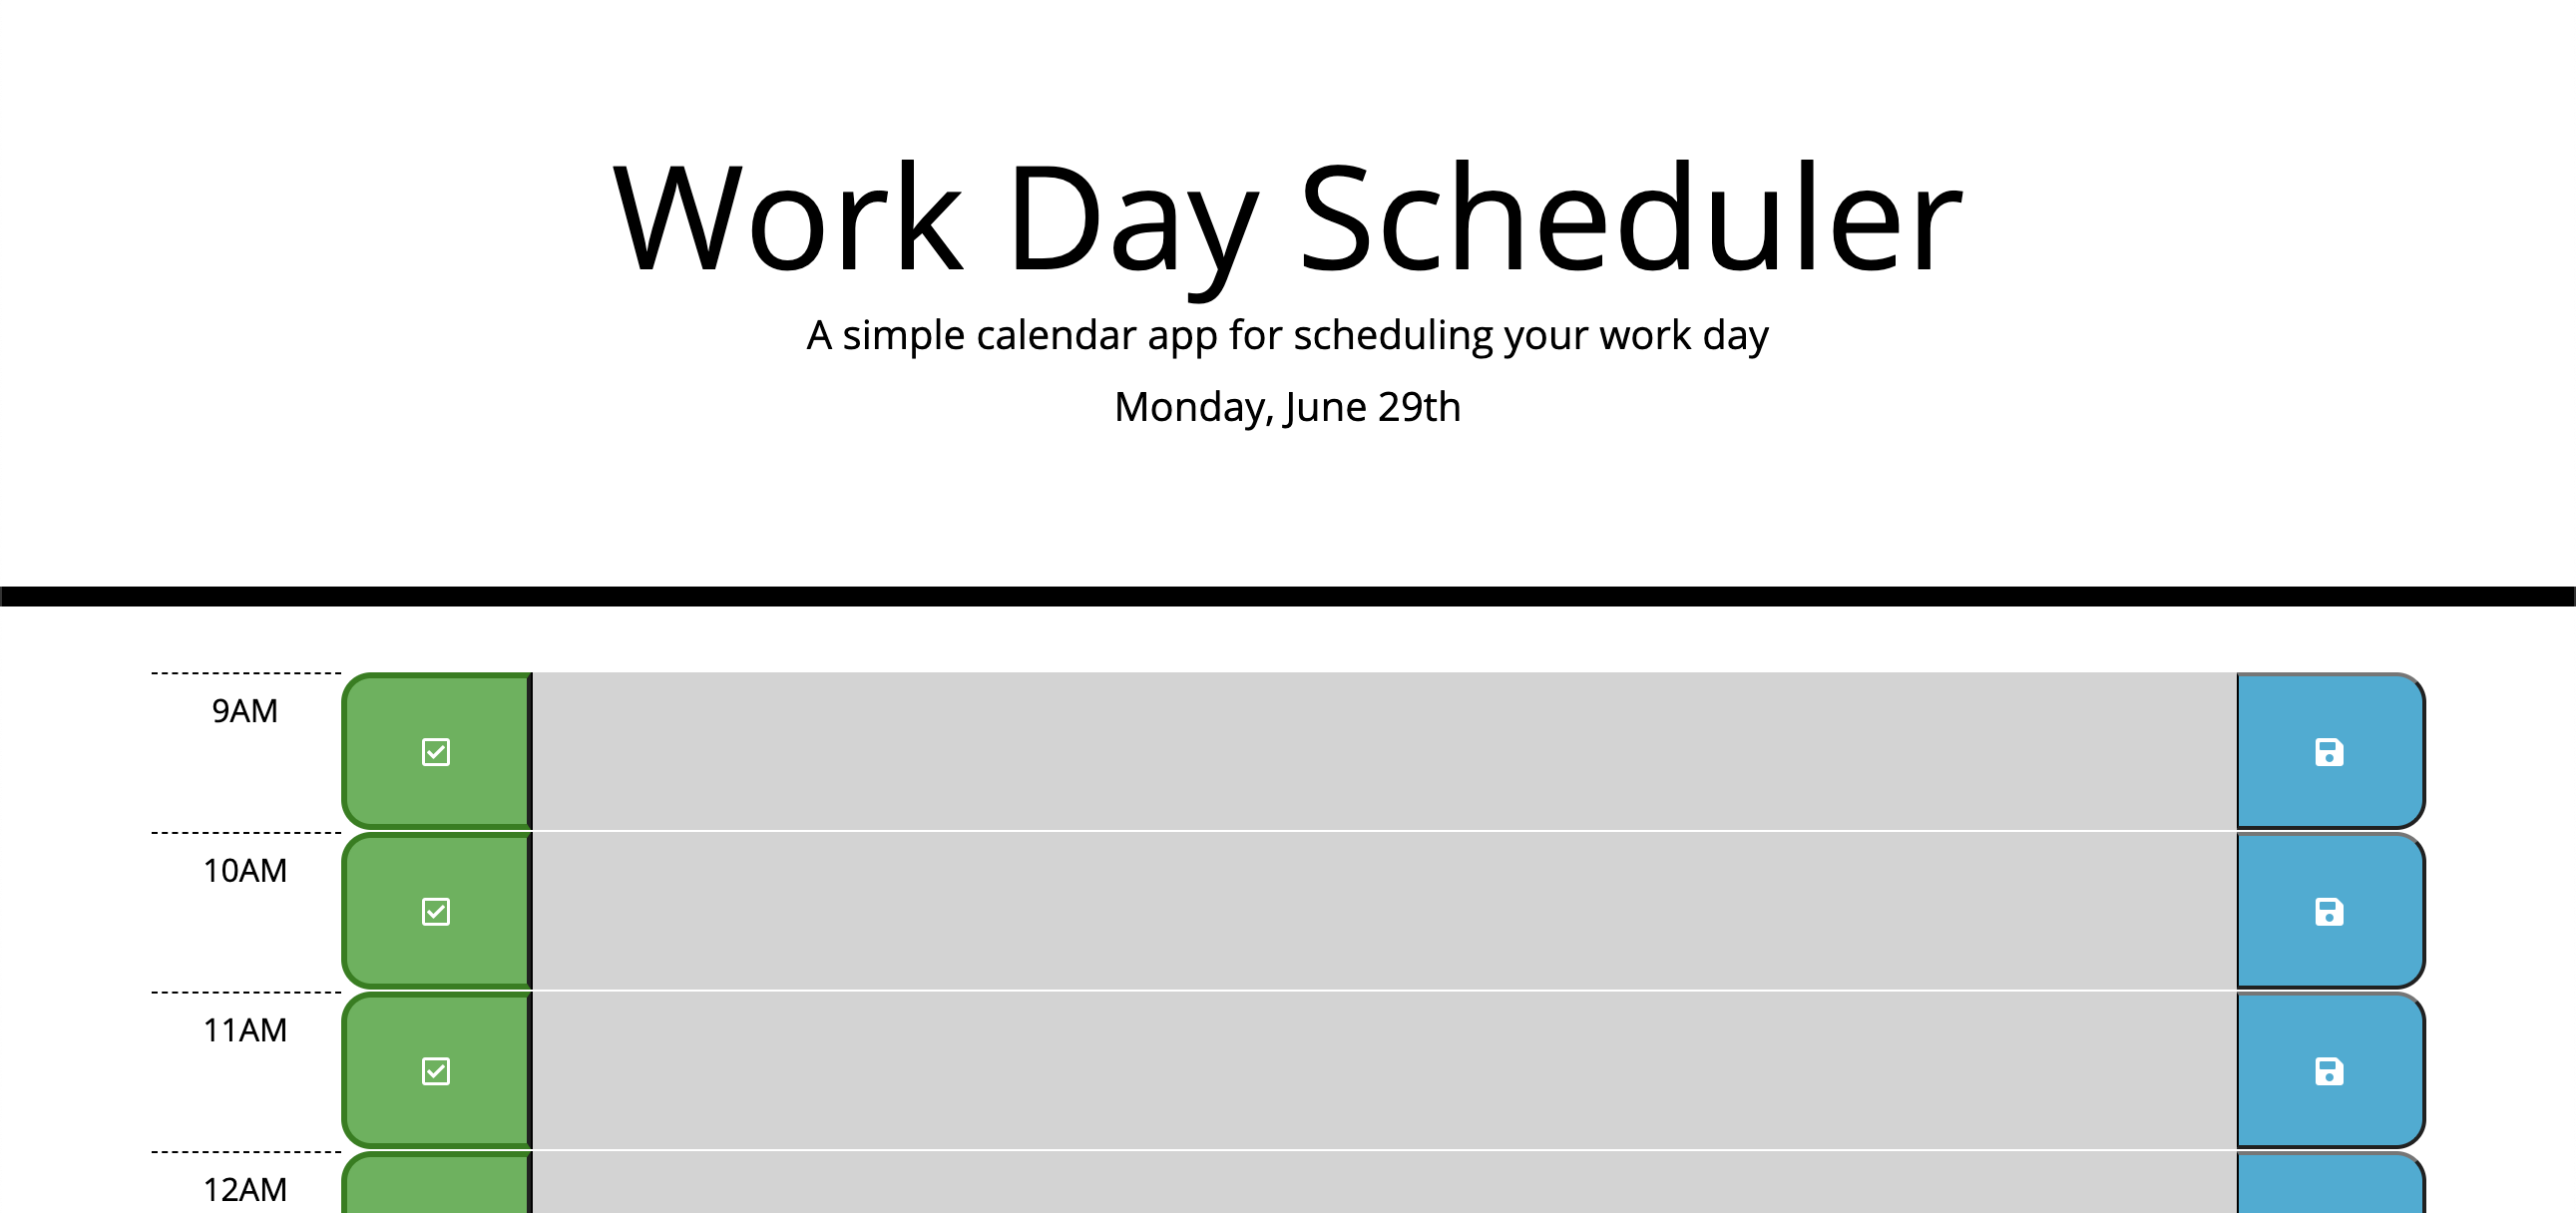 Work Day Scheduler
A simple calendar app for scheduling your work day
Monday, June 29th
9AM
10AM
11AM
12AM